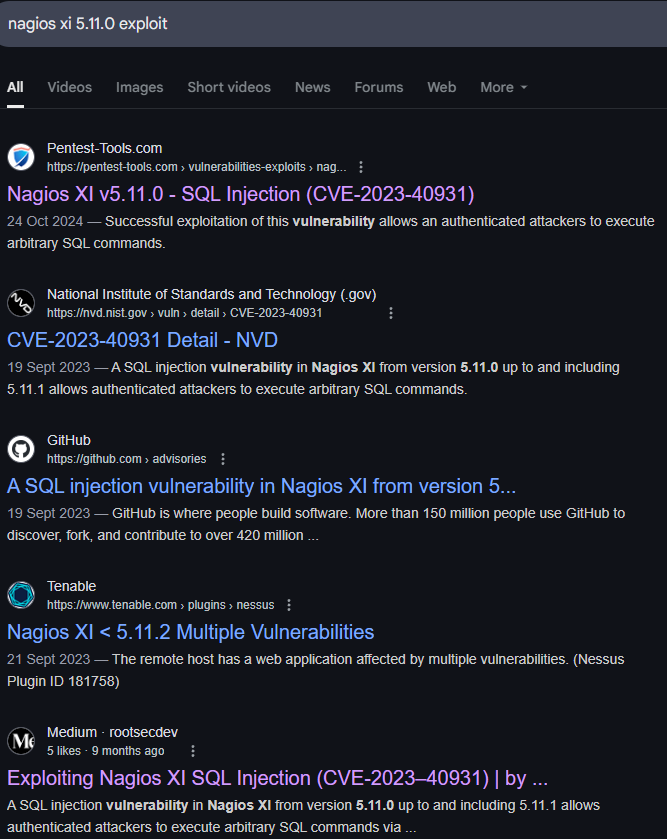 nagios xi 5.11.0 exploit
All Videos Images Short videos News Forums Web More
Pentest-Tools.com
https://pentest-tools.com › vulnerabilities-exploits › nag...
Nagios XI v5.11.0 - SQL Injection (CVE-2023-40931)
24 Oct 2024 — Successful exploitation of this vulnerability allows an authenticated attackers to execute
arbitrary SQL commands.
National Institute of Standards and Technology (.gov)
https://nvd.nist.gov › vuln › detail › CVE-2023-40931
CVE-2023-40931 Detail - NVD
19 Sept 2023 — A SQL injection vulnerability in Nagios XI from version 5.11.0 up to and including
5.11.1 allows authenticated attackers to execute arbitrary SQL commands.
GitHub
https://github.com › advisories
A SQL injection vulnerability in Nagios XI from version 5...
19 Sept 2023 — GitHub is where people build software. More than 150 million people use GitHub to
discover, fork, and contribute to over 420 million ...
Tenable
https://www.tenable.com › plugins › nessus
Nagios XI < 5.11.2 Multiple Vulnerabilities
21 Sept 2023 — The remote host has a web application affected by multiple vulnerabilities. (Nessus
Plugin ID 181758)
Medium · rootsecdev
5 likes · 9 months ago
Exploiting Nagios XI SQL Injection (CVE-2023–40931) | by ...
A SQL injection vulnerability in Nagios XI from version 5.11.0 up to and including 5.11.1 allows
authenticated attackers to execute arbitrary SQL commands via ...